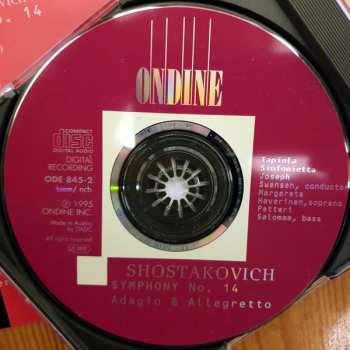 ovich
. 14
ONDINE
COMPACT
disc
DIGITAL AUDIO
DIGITAL
RECORDING
ODE 845-2
ncb
℗ 1995
ONDINE INC.
Made in Austria
by DADC
All rights reserved
Tapiola
Sinfonietta
Joseph
Swensen, conductor
Margareta
Haverinen, soprano
Petteri
Salomaa, bass
SHOSTAKOVICH
SYMPHONY No. 14
Adagio & Allegretto